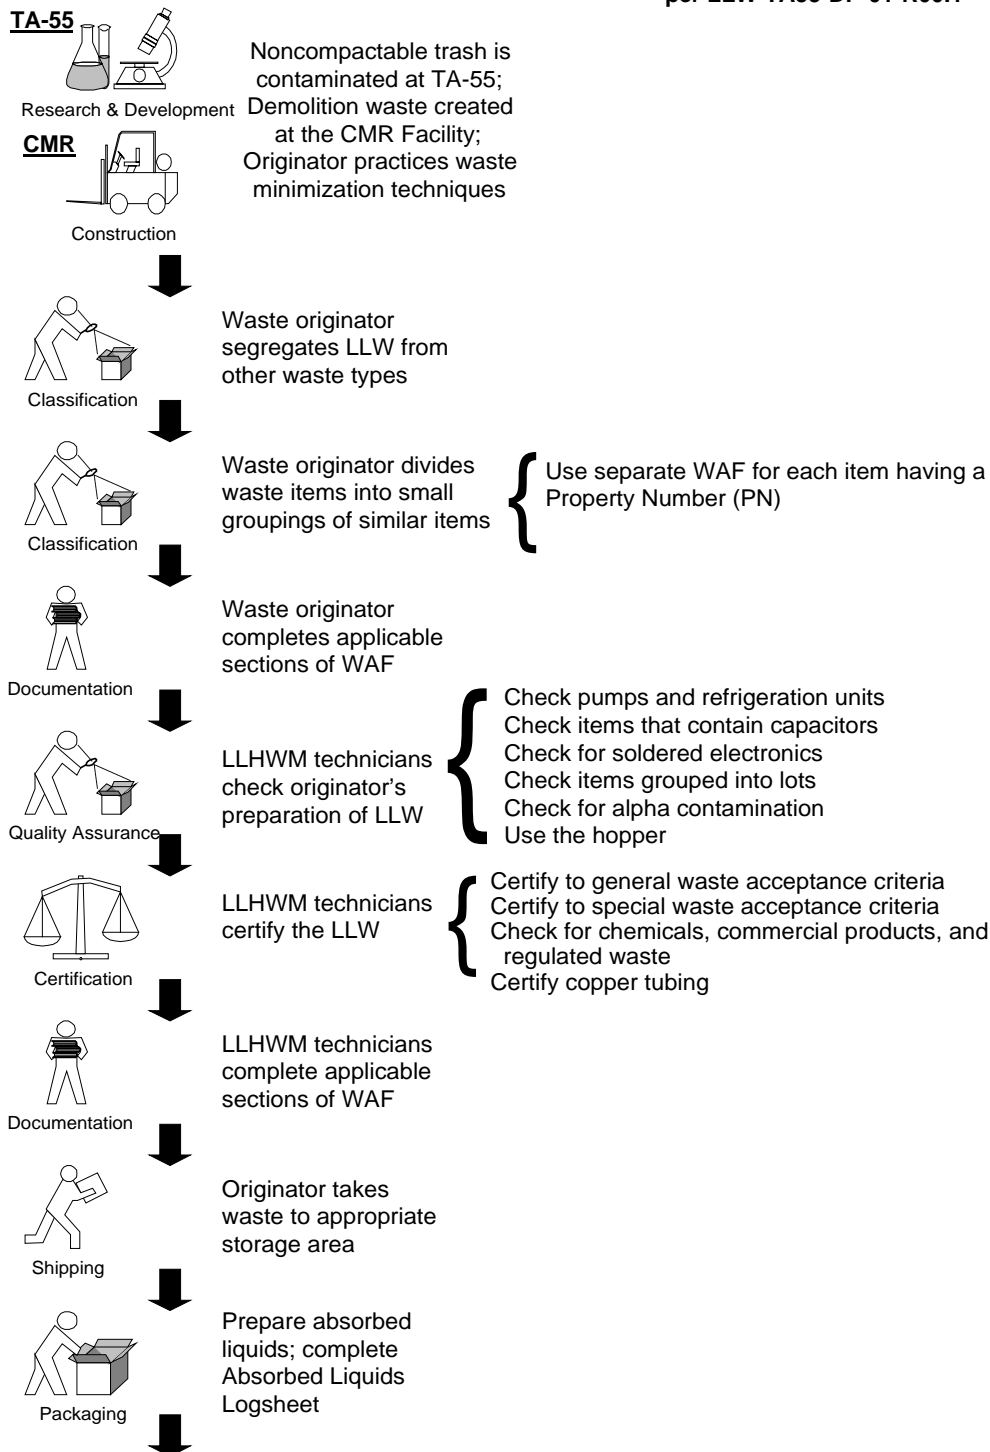 TA-55
Research & Development
Noncompactable trash is
contaminated at TA-55;
Demolition waste created
at the CMR Facility;
Originator practices waste
minimization techniques
CMR
Construction
Waste originator
segregates LLW from
other waste types
Classification
Waste originator divides
waste items into small
groupings of similar items
Use separate WAF for each item having a
Property Number (PN)
Classification
Waste originator
completes applicable
sections of WAF
Documentation
LLHWM technicians
check originator's
preparation of LLW
Check pumps and refrigeration units
Check items that contain capacitors
Check for soldered electronics
Check items grouped into lots
Check for alpha contamination
Use the hopper
Quality Assurance
LLHWM technicians
certify the LLW
Certify to general waste acceptance criteria
Certify to special waste acceptance criteria
Check for chemicals, commercial products, and
regulated waste
Certify copper tubing
Certification
LLHWM technicians
complete applicable
sections of WAF
Documentation
Originator takes
waste to appropriate
storage area
Shipping
Prepare absorbed
liquids; complete
Absorbed Liquids
Logsheet
Packaging